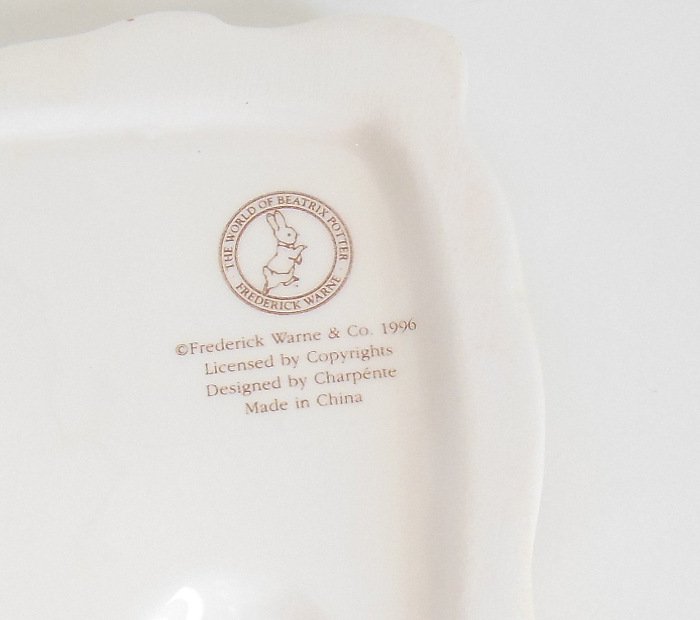 THE WORLD OF BEATRIX POTTER
FREDERICK WARNE
©Frederick Warne & Co. 1996
Licensed by Copyrights
Designed by Charpénte
Made in China